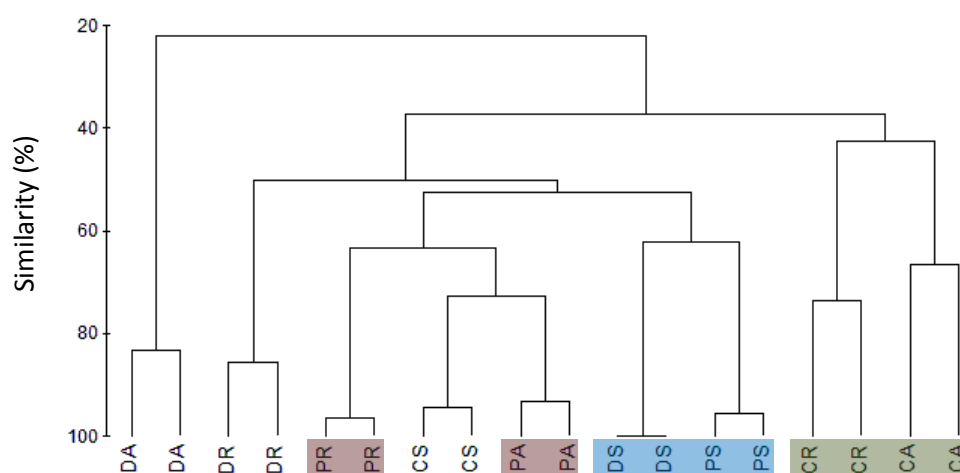 Similarity (%)
20
40
60
80
100
DA DA DR DR PR PR CS CS PA PA DS DS PS PS CR CR CA CA